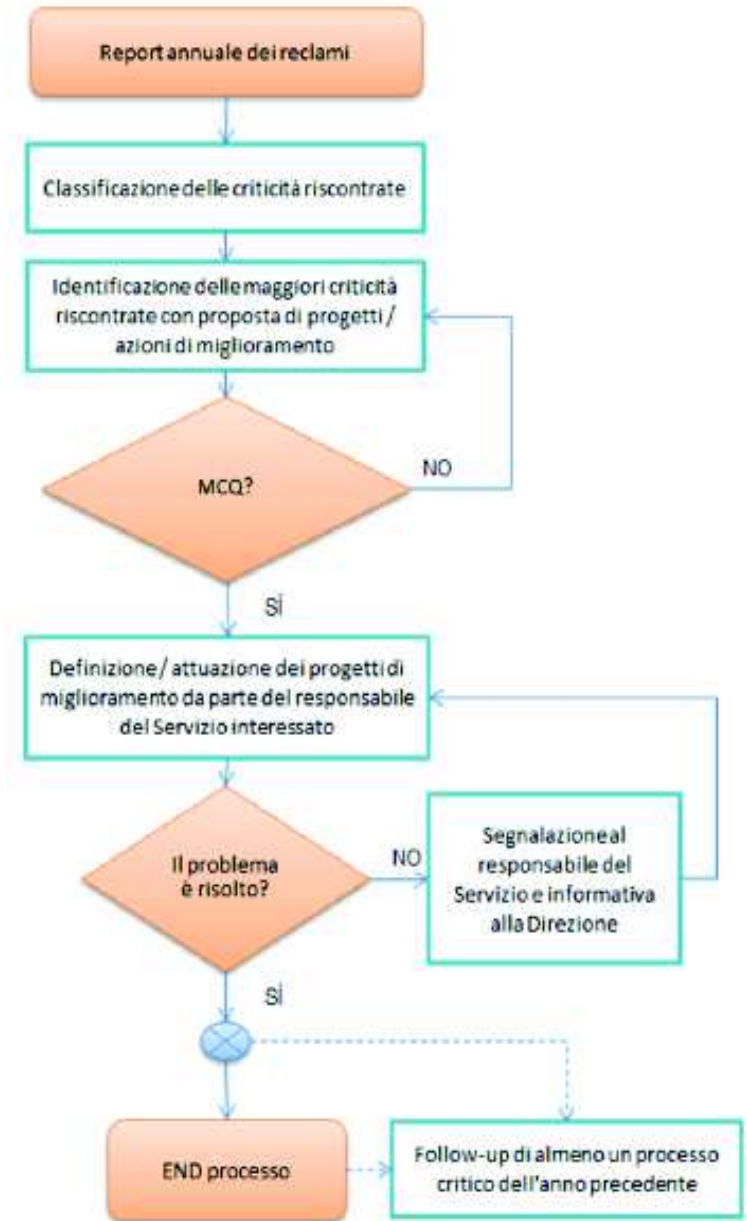 Report annuale dei reclami
Classificazione delle criticità riscontrate
Identificazione delle maggiori criticità
riscontrate con proposta di progetti /
azioni di miglioramento
NO
MCQ?
SÍ
Definizione / attuazione dei progetti di
miglioramento da parte del responsabile
del Servizio interessato
Il problema
è risolto?
NO
Segnalazione al
responsabile del
Servizio e informativa
alla Direzione
SÍ
END processo
Follow-up di almeno un processo
critico dell'anno precedente